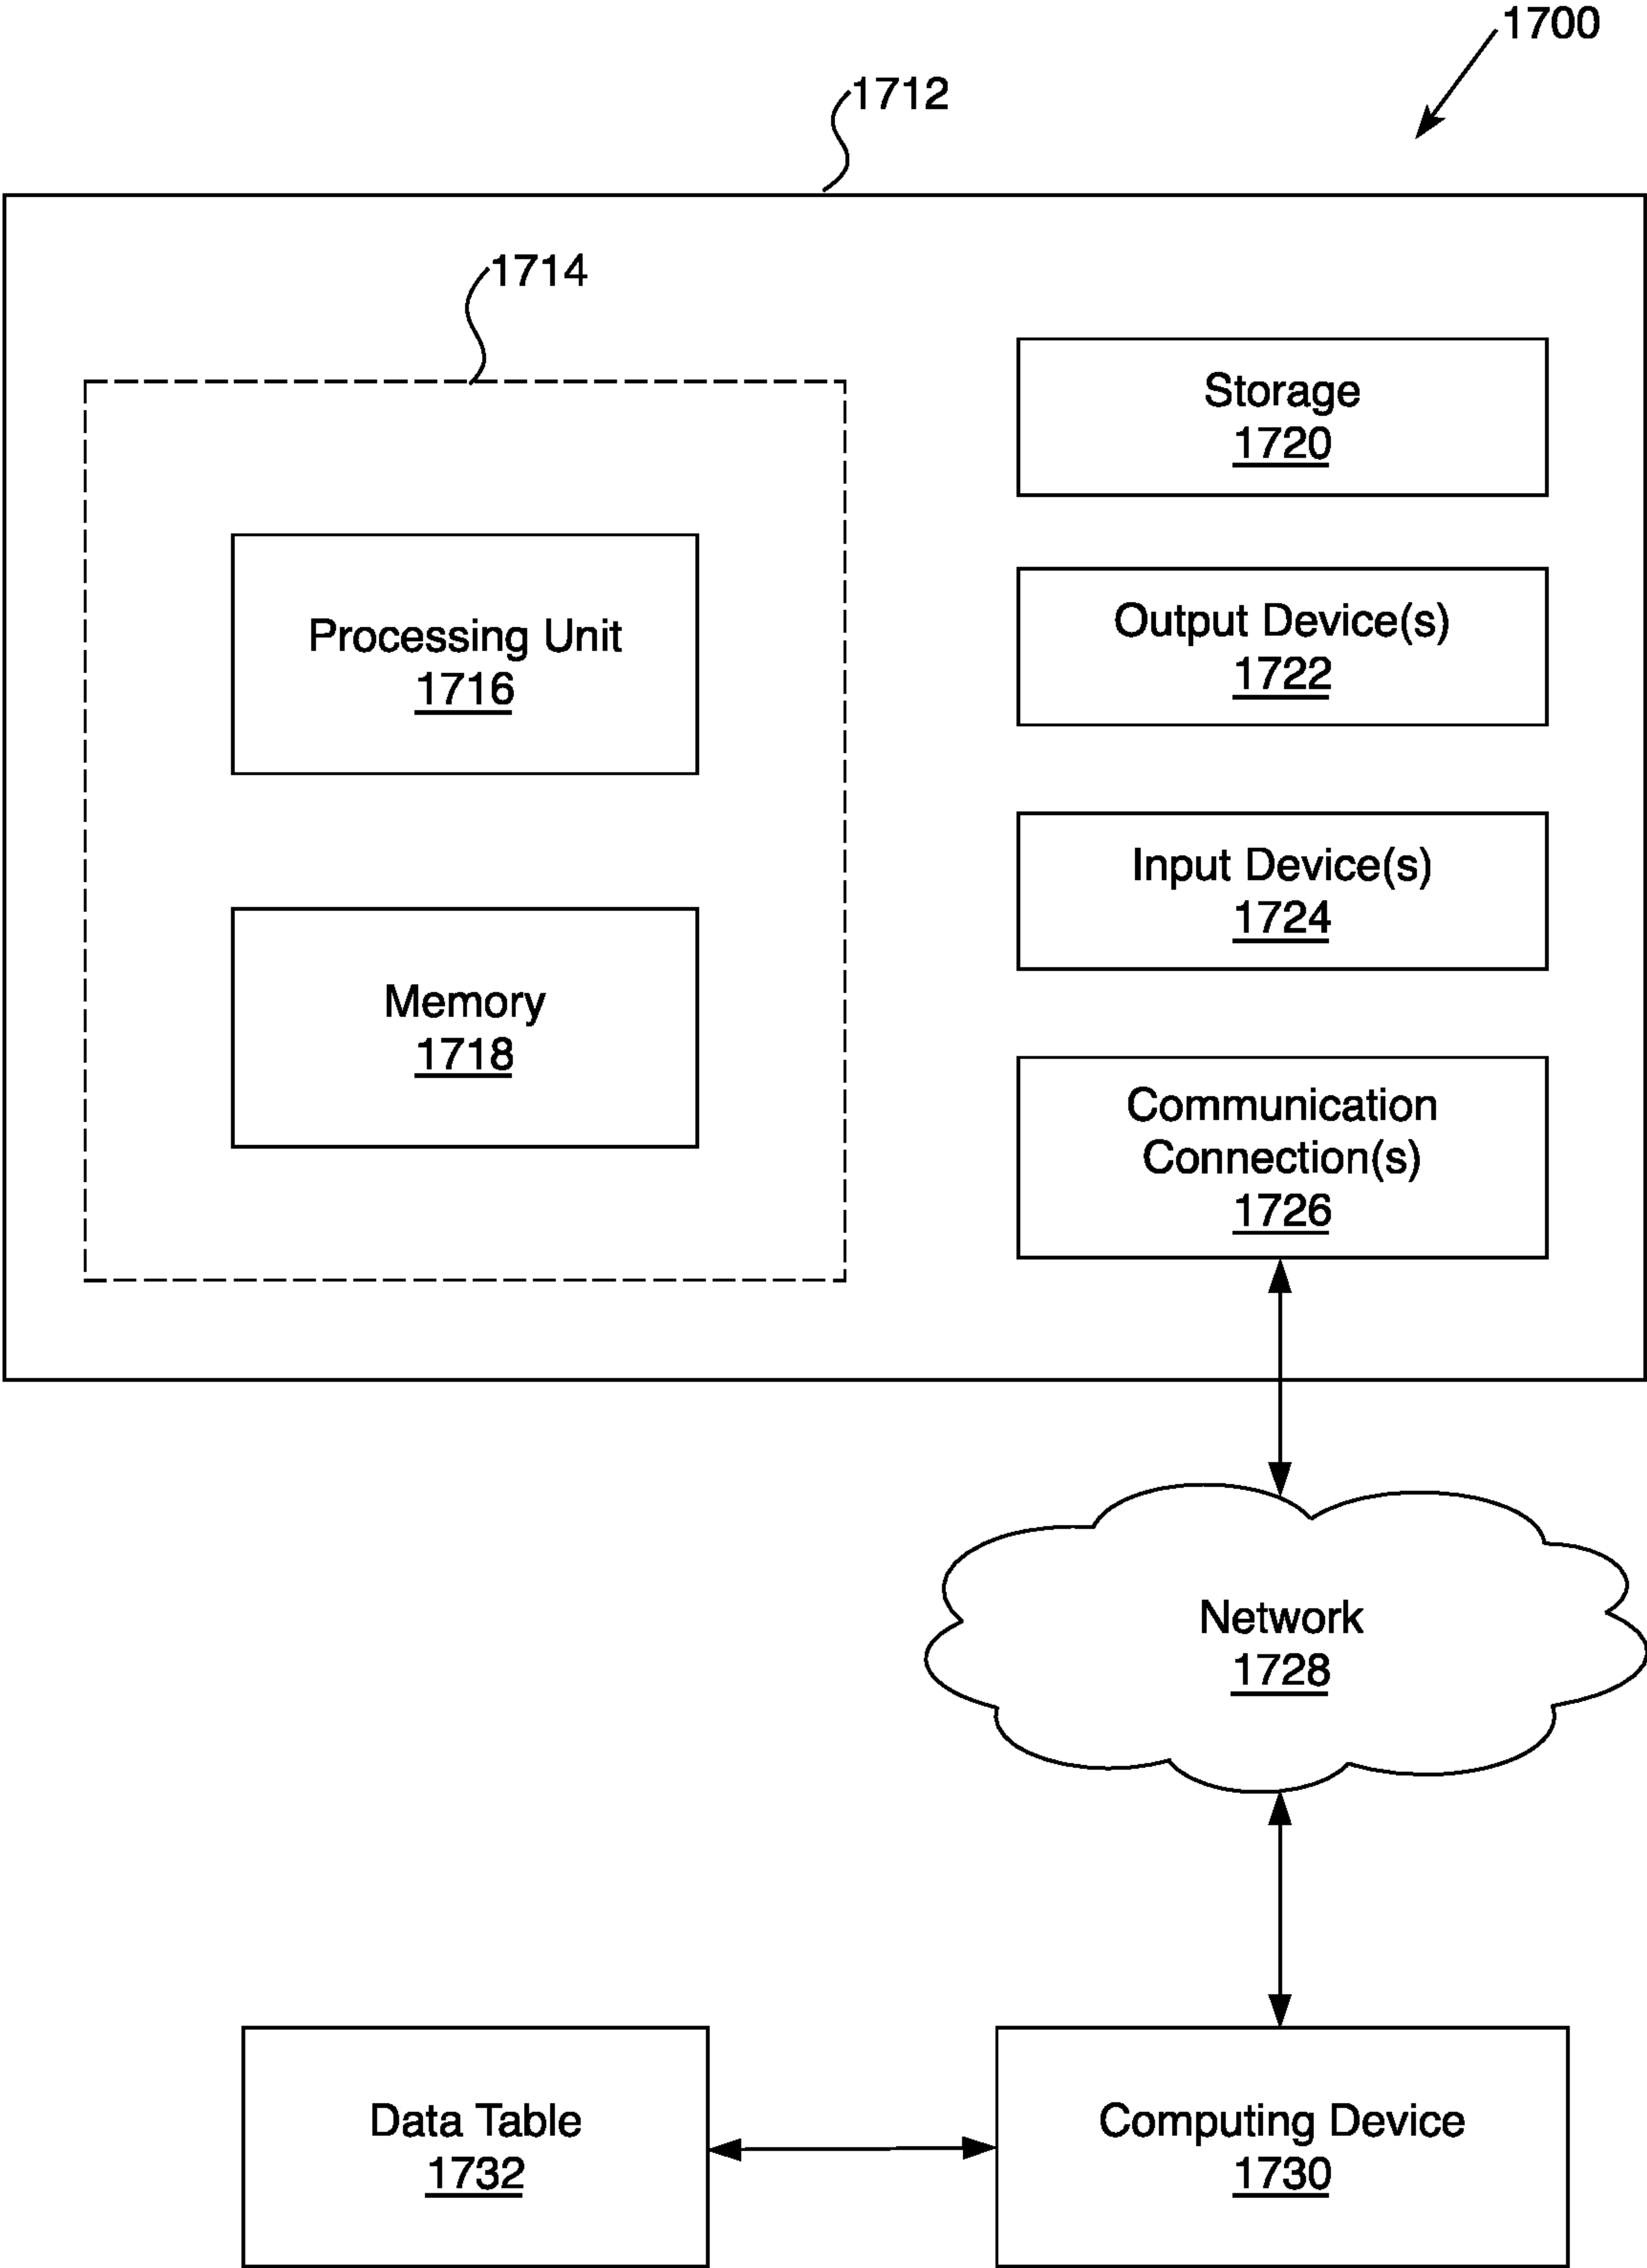 1700
1712
1714
Storage
1720
Processing Unit
1716
Output Device(s)
1722
Input Device(s)
1724
Memory
1718
Communication
Connection(s)
1726
Network
1728
Data Table
1732
Computing Device
1730